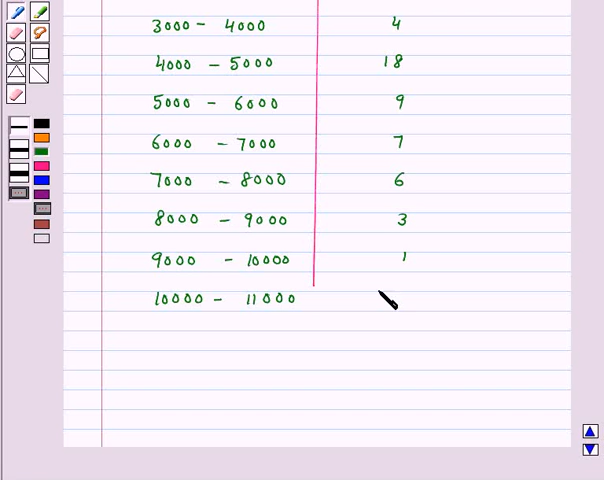 3000 - 4000 4
4000 - 5000 18
5000 - 6000 9
6000 - 7000 7
7000 - 8000 6
8000 - 9000 3
9000 - 10000 1
10000 - 11000